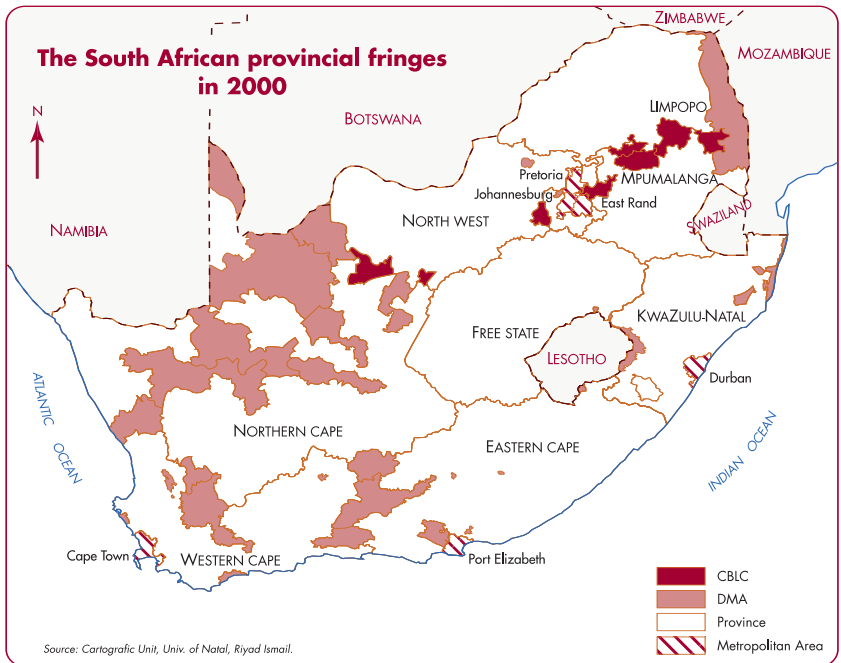 The South African provincial fringes
in 2000
ZIMBABWE
MOZAMBIQUE
N
BOTSWANA
LIMPOPO
Pretoria
MPUMALANGA
Johannesburg
East Rand
SWAZILAND
NORTH WEST
NAMIBIA
KWAZULU-NATAL
FREE STATE
LESOTHO
Durban
ATLANTIC OCEAN
NORTHERN CAPE
EASTERN CAPE
INDIAN OCEAN
Cape Town
WESTERN CAPE
Port Elizabeth
CBLC
DMA
Province
Metropolitan Area
Source: Cartografic Unit, Univ. of Natal, Riyad Ismail.